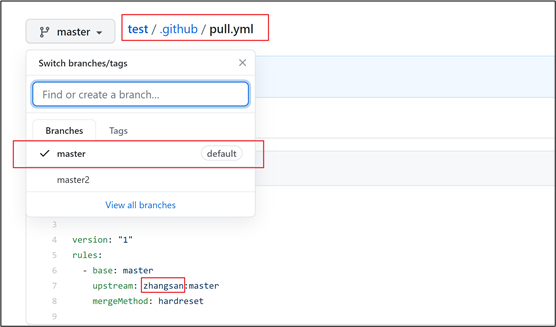 master test / .github / pull.yml
Switch branches/tags
Find or create a branch...
Branches Tags
master default
master2
View all branches
3
4 version: "1"
5 rules:
6 - base: master
7 upstream: zhangsan:master
8 mergeMethod: hardreset
9